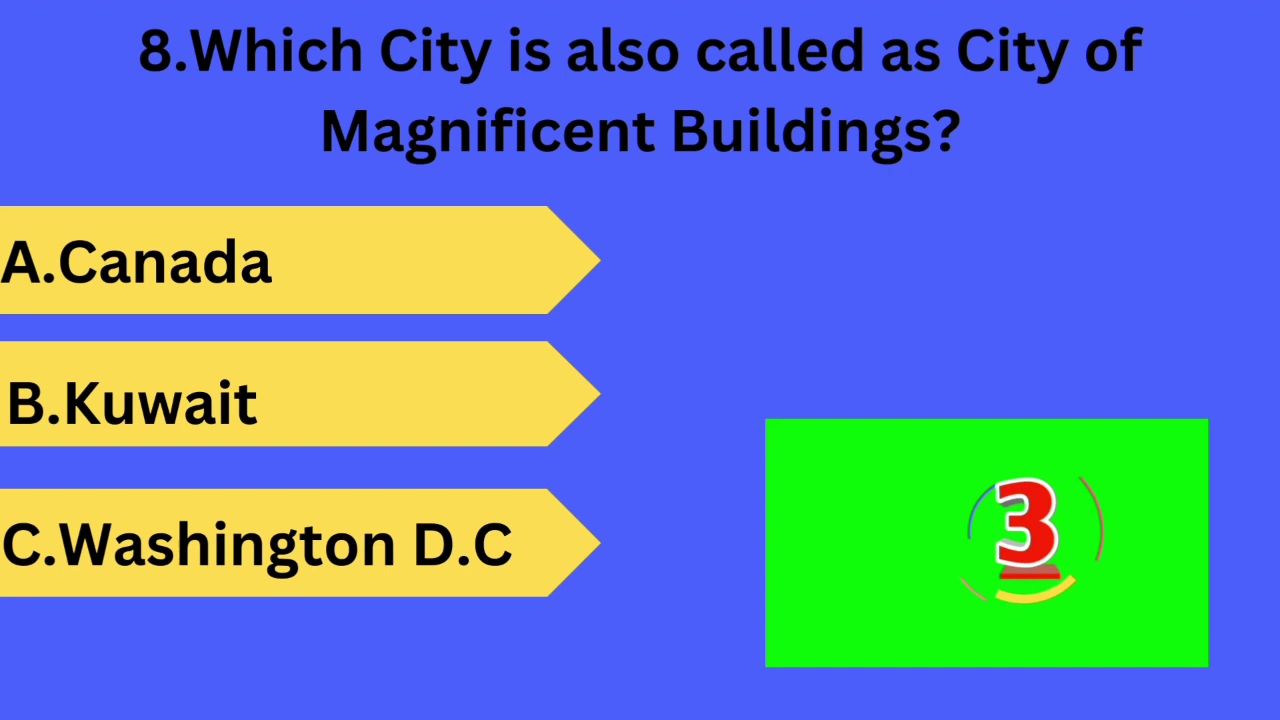 8.Which City is also called as City of
Magnificent Buildings?
A.Canada
B.Kuwait
C.Washington D.C
3